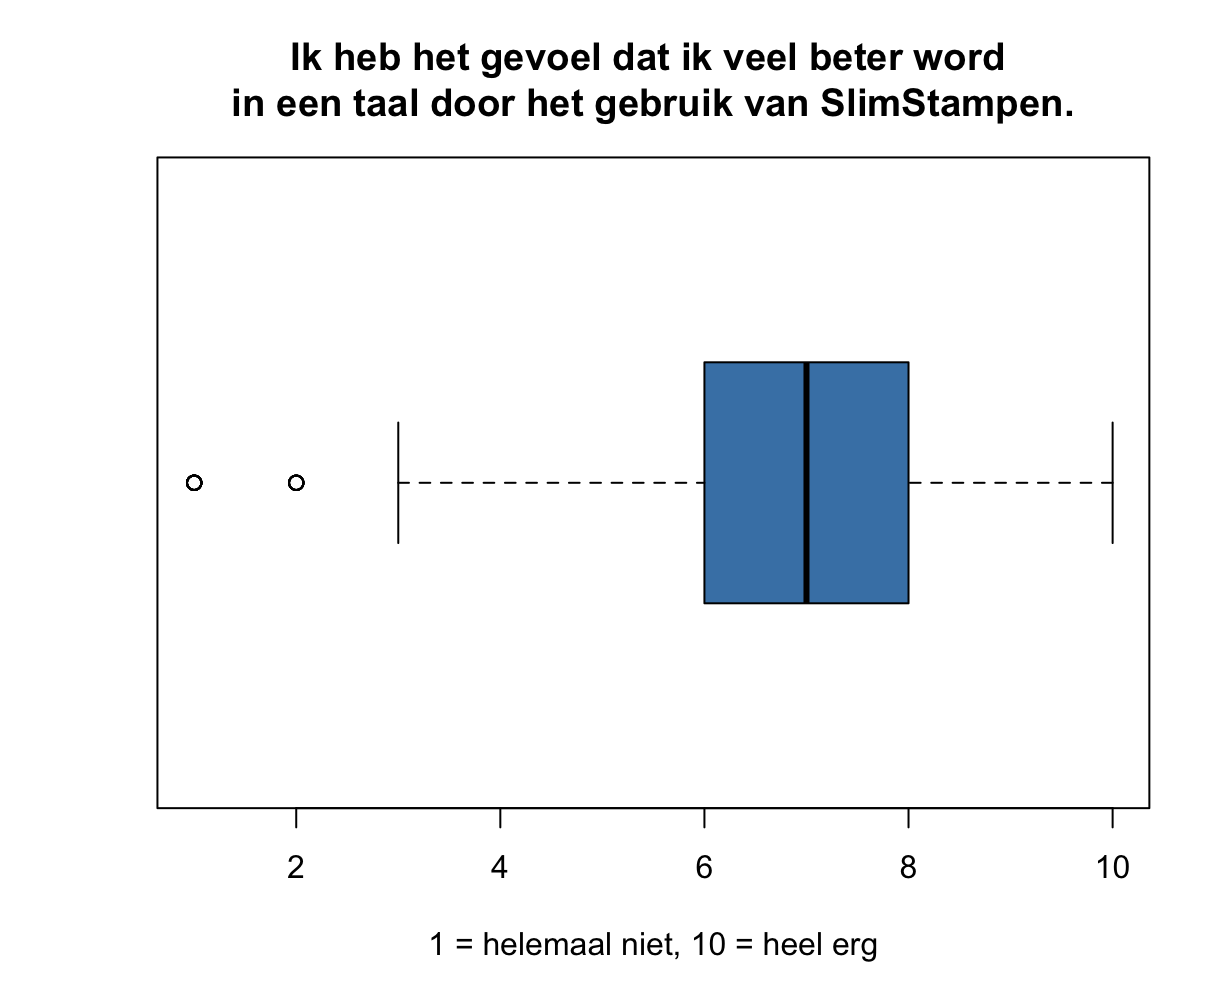 Ik heb het gevoel dat ik veel beter word
in een taal door het gebruik van SlimStampen.
2 4 6 8 10
1 = helemaal niet, 10 = heel erg